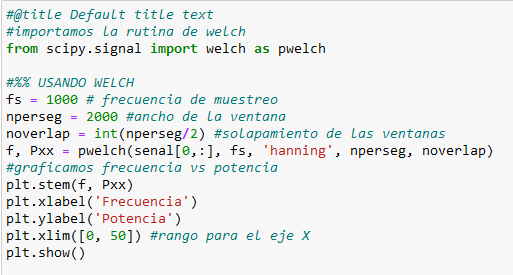 #@title Default title text
#importamos la rutina de welch
from scipy.signal import welch as pwelch
#%% USANDO WELCH
fs = 1000 # frecuencia de muestreo
nperseg = 2000 #ancho de la ventana
noverlap = int(nperseg/2) #solapamiento de las ventanas
f, Pxx = pwelch(senal[0,:], fs, 'hanning', nperseg, noverlap)
#graficamos frecuencia vs potencia
plt.stem(f, Pxx)
plt.xlabel('Frecuencia')
plt.ylabel('Potencia')
plt.xlim([0, 50]) #rango para el eje X
plt.show()